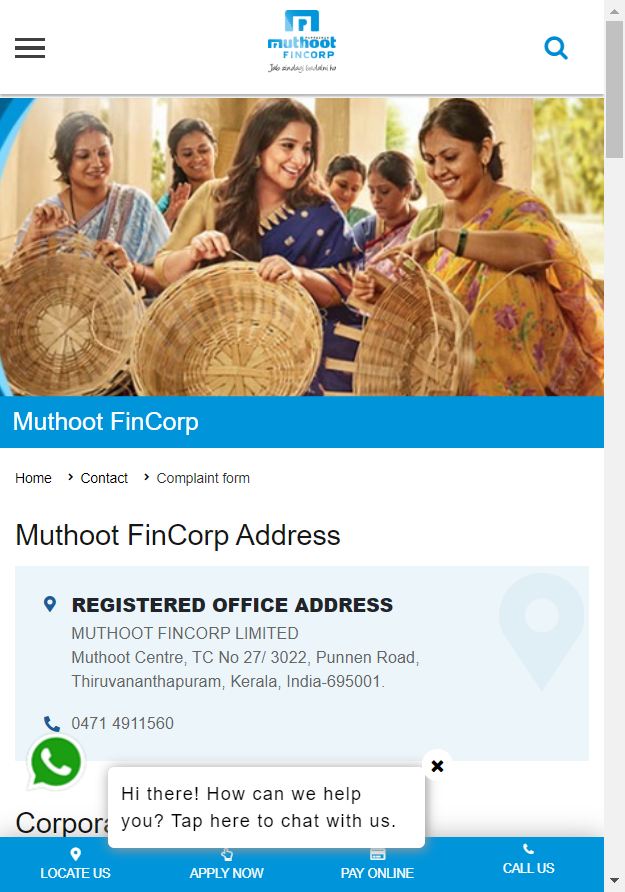 muthoot
FINCORP
Muthoot FinCorp
Home > Contact > Complaint form
Muthoot FinCorp Address
REGISTERED OFFICE ADDRESS
MUTHOOT FINCORP LIMITED
Muthoot Centre, TC No 27/ 3022, Punnen Road,
Thiruvananthapuram, Kerala, India-695001.
0471 4911560
Hi there! How can we help
you? Tap here to chat with us.
LOCATE US
APPLY NOW
PAY ONLINE
CALL US